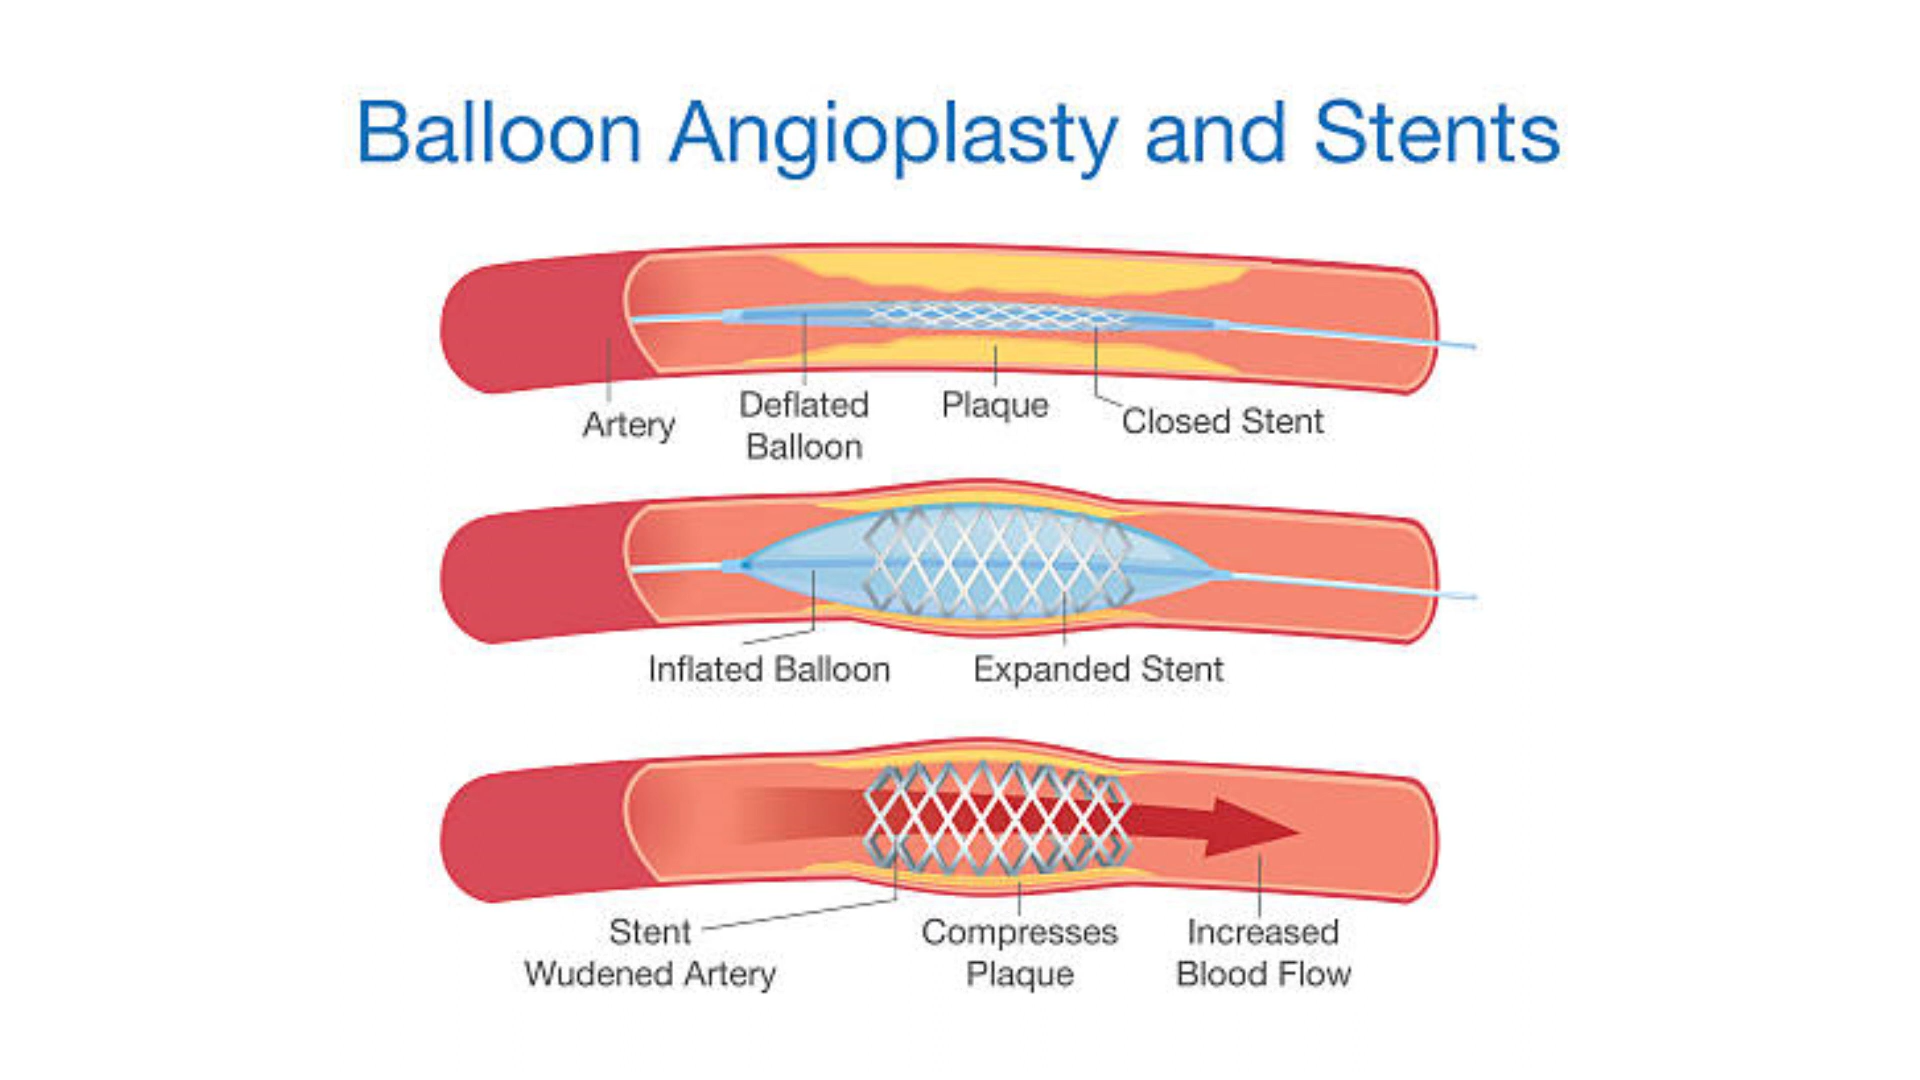 Balloon Angioplasty and Stents
Artery
Deflated
Balloon
Plaque
Closed Stent
Inflated Balloon
Expanded Stent
Stent
Wudened Artery
Compresses
Plaque
Increased
Blood Flow